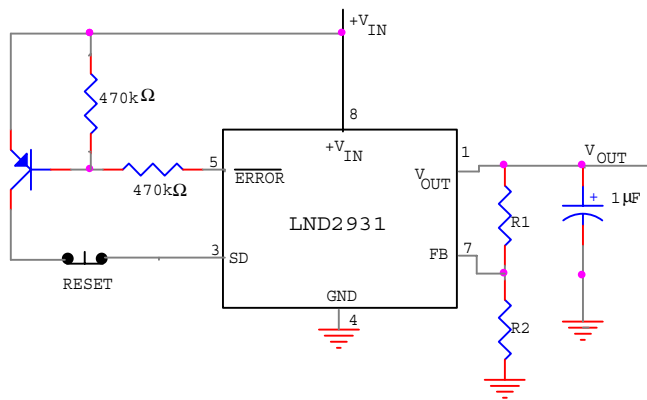 +VIN
470kΩ
8
+VIN
5
ERROR
470kΩ
1
VOUT
VOUT
+
1µF
R1
LND2931
3
SD
7
FB
RESET
GND
4
R2